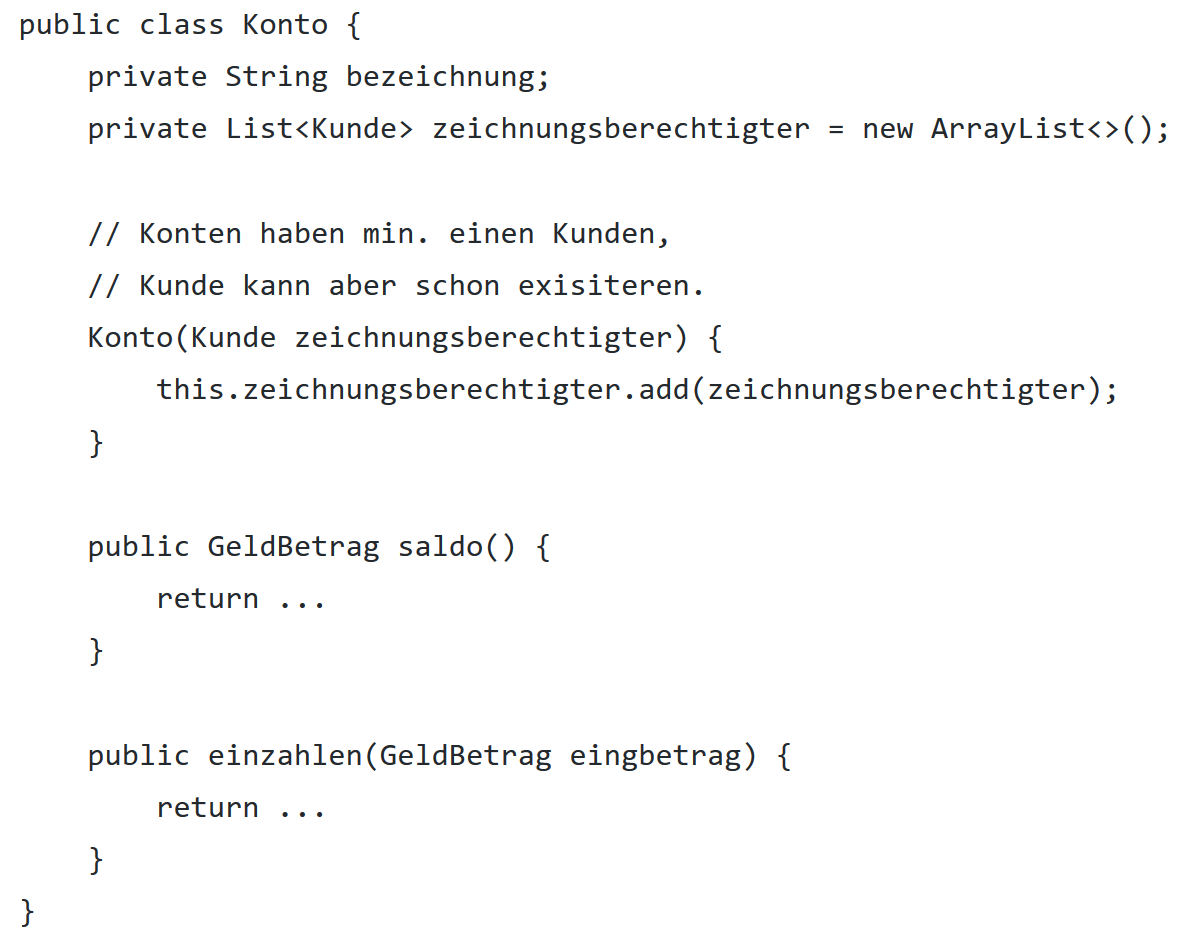 public class Konto {
    private String bezeichnung;
    private List<Kunde> zeichnungsberechtigter = new ArrayList<>();

    // Konten haben min. einen Kunden,
    // Kunde kann aber schon exisiteren.
    Konto(Kunde zeichnungsberechtigter) {
        this.zeichnungsberechtigter.add(zeichnungsberechtigter);
    }

    public GeldBetrag saldo() {
        return ...
    }

    public einzahlen(GeldBetrag eingbetrag) {
        return ...
    }
}